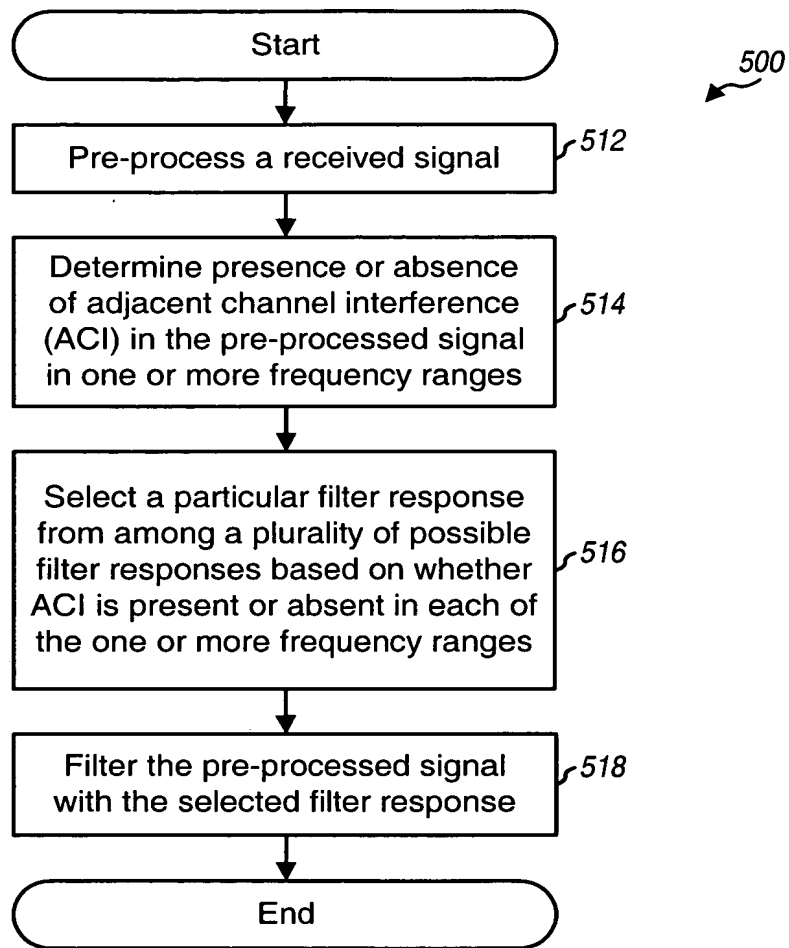 Start
500
Pre-process a received signal
512
Determine presence or absence
of adjacent channel interference
(ACI) in the pre-processed signal
in one or more frequency ranges
514
Select a particular filter response
from among a plurality of possible
filter responses based on whether
ACI is present or absent in each of
the one or more frequency ranges
516
Filter the pre-processed signal
with the selected filter response
518
End